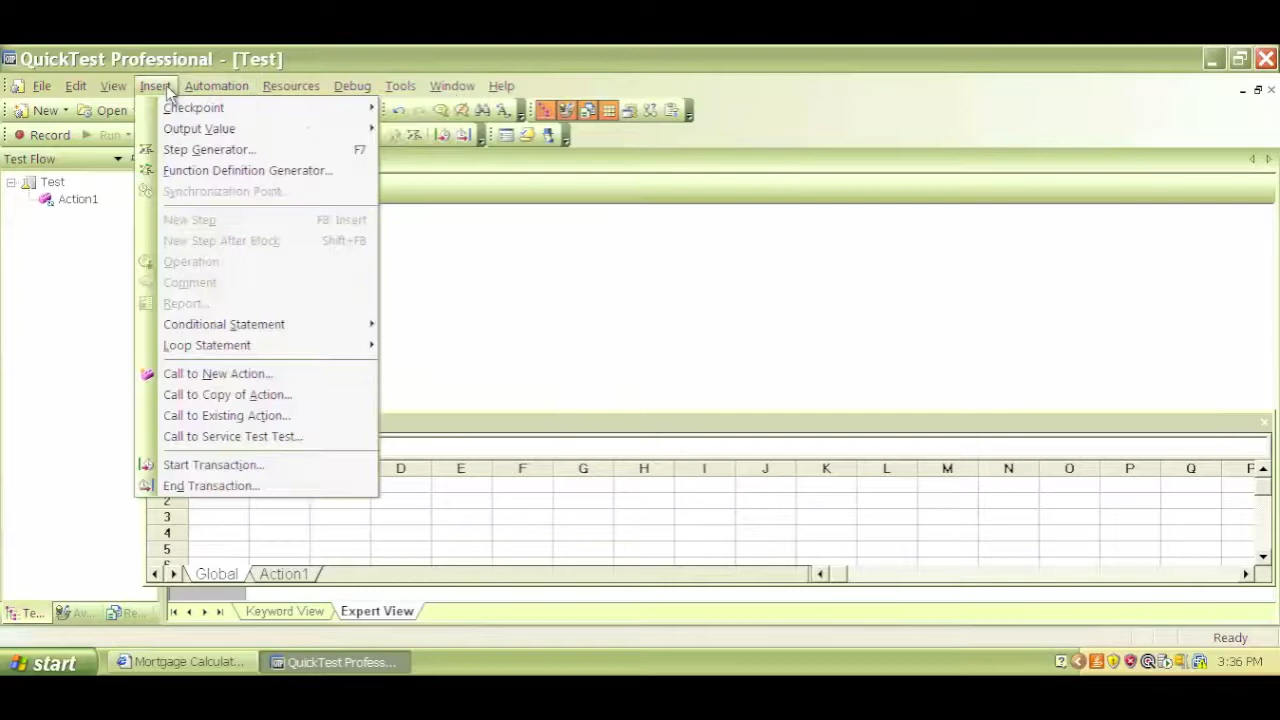 QuickTest Professional - [Test]
File Edit View Insert Automation Resources Debug Tools Window Help
New Open
Record Run
Test Flow
Test
Action1
Checkpoint
Output Value
Step Generator... F7
Function Definition Generator...
Synchronization Point...
New Step F8 Insert
New Step After Block Shift+F8
Operation
Comment
Report...
Conditional Statement
Loop Statement
Call to New Action...
Call to Copy of Action...
Call to Existing Action...
Call to Service Test Test...
Start Transaction...
End Transaction...
D E F G H I J K L M N O P Q
2
3
4
5
Global Action1
Te... Re...
Keyword View Expert View
Ready
start Mortgage Calculat... QuickTest Profess... 3:36 PM